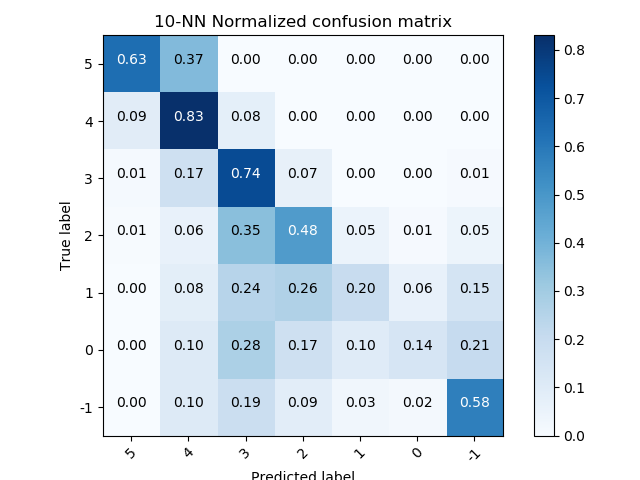 10-NN Normalized confusion matrix
5 0.63 0.37 0.00 0.00 0.00 0.00 0.00
4 0.09 0.83 0.08 0.00 0.00 0.00 0.00
3 0.01 0.17 0.74 0.07 0.00 0.00 0.01
2 0.01 0.06 0.35 0.48 0.05 0.01 0.05
1 0.00 0.08 0.24 0.26 0.20 0.06 0.15
0 0.00 0.10 0.28 0.17 0.10 0.14 0.21
-1 0.00 0.10 0.19 0.09 0.03 0.02 0.58
5 4 3 2 1 0 -1
True label
Predicted label
0.8
0.7
0.6
0.5
0.4
0.3
0.2
0.1
0.0